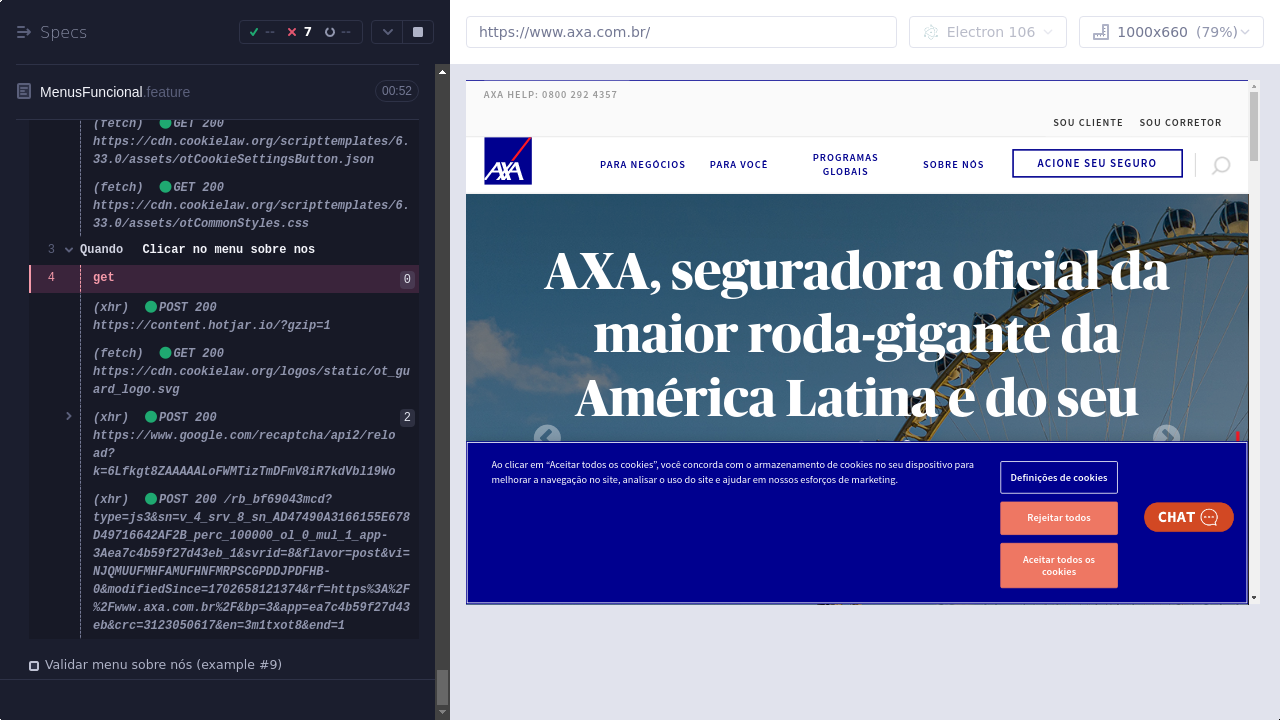 Specs
--
7
--
MenusFuncional.feature
00:52
(fetch) GET 200
https://cdn.cookielaw.org/scripttemplates/6.
33.0/assets/otCookieSettingsButton.json
(fetch) GET 200
https://cdn.cookielaw.org/scripttemplates/6.
33.0/assets/otCommonStyles.css
3 Quando Clicar no menu sobre nos
4 get 0
(xhr) POST 200
https://content.hotjar.io/?gzip=1
(fetch) GET 200
https://cdn.cookielaw.org/logos/static/ot_gu
ard_logo.svg
(xhr) POST 200 2
https://www.google.com/recaptcha/api2/relo
ad?
k=6Lfkgt8ZAAAAALoFWMTizTmDFmV8iR7kdVbl19Wo
(xhr) POST 200 /rb_bf69043mcd?
type=js3&sn=v_4_srv_8_sn_AD47490A3166155E678
D49716642AF2B_perc_100000_ol_0_mul_1_app-
3Aea7c4b59f27d43eb_1&svrid=8&flavor=post&vi=
NJQMUUFMHFAMUFHNFMRPSCGPDDJPDFHB-
0&modifiedSince=1702658121374&rf=https%3A%2F
%2Fwww.axa.com.br%2F&bp=3&app=ea7c4b59f27d43
eb&crc=3123050617&en=3m1txot8&end=1
Validar menu sobre nós (example #9)
https://www.axa.com.br/
Electron 106
1000x660 (79%)
AXA HELP: 0800 292 4357
SOU CLIENTE SOU CORRETOR
AXA
PARA NEGÓCIOS
PARA VOCÊ
PROGRAMAS
GLOBAIS
SOBRE NÓS
ACIONE SEU SEGURO
AXA, seguradora oficial da
maior roda-gigante da
América Latina e do seu
Ao clicar em “Aceitar todos os cookies”, você concorda com o armazenamento de cookies no seu dispositivo para
melhorar a navegação no site, analisar o uso do site e ajudar em nossos esforços de marketing.
Definições de cookies
Rejeitar todos
Aceitar todos os
cookies
CHAT